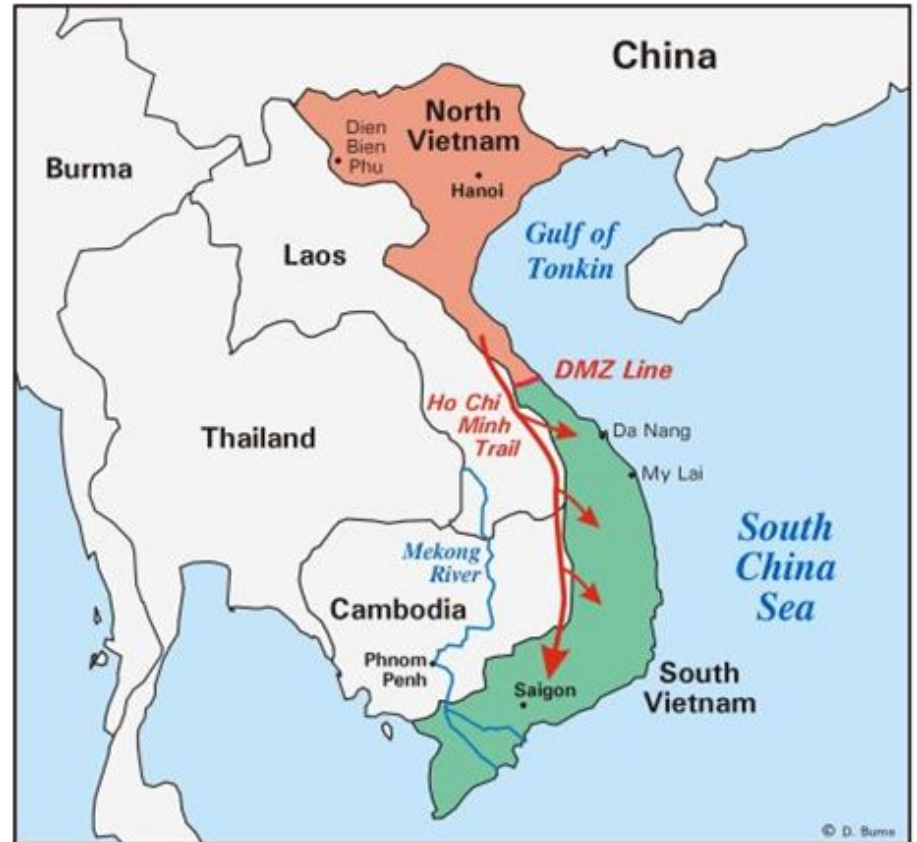 China
North
Vietnam
Dien
Bien
Phu
Hanoi
Burma
Laos
Gulf of
Tonkin
DMZ Line
Ho Chi
Minh
Trail
Da Nang
Thailand
My Lai
South
China
Sea
Mekong
River
Cambodia
Phnom
Penh
Saigon
South
Vietnam
© D. Burns